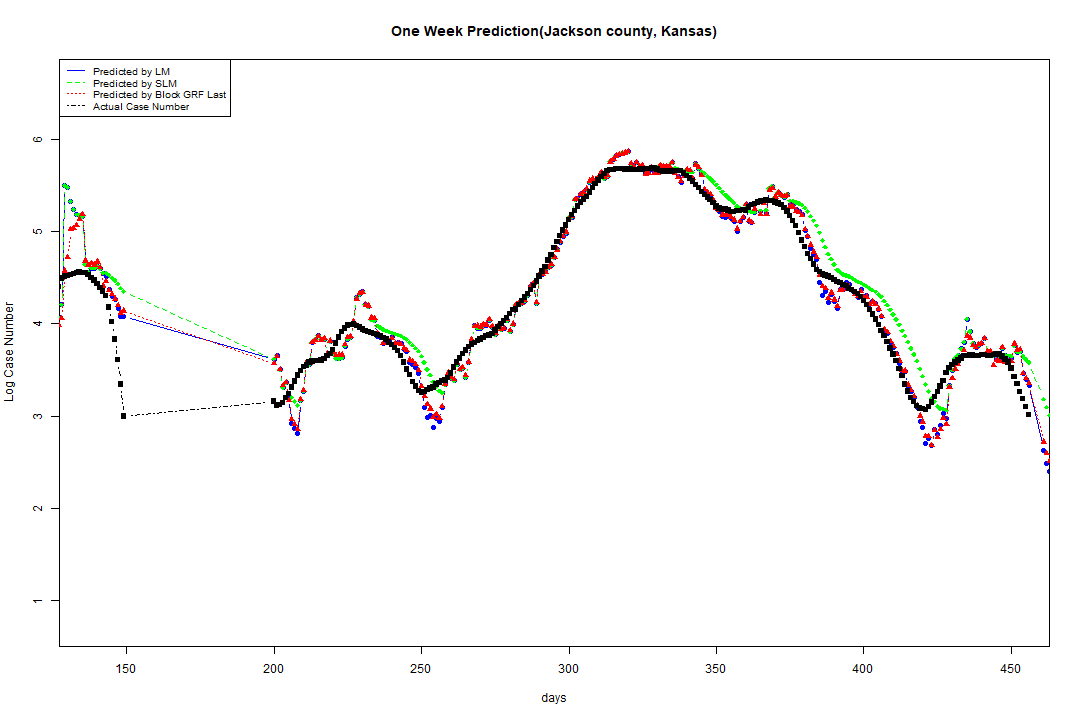 One Week Prediction(Jackson county, Kansas)
Predicted by LM
Predicted by SLM
Predicted by Block GRF Last
Actual Case Number
Log Case Number
6
5
4
3
2
1
150 200 250 300 350 400 450
days